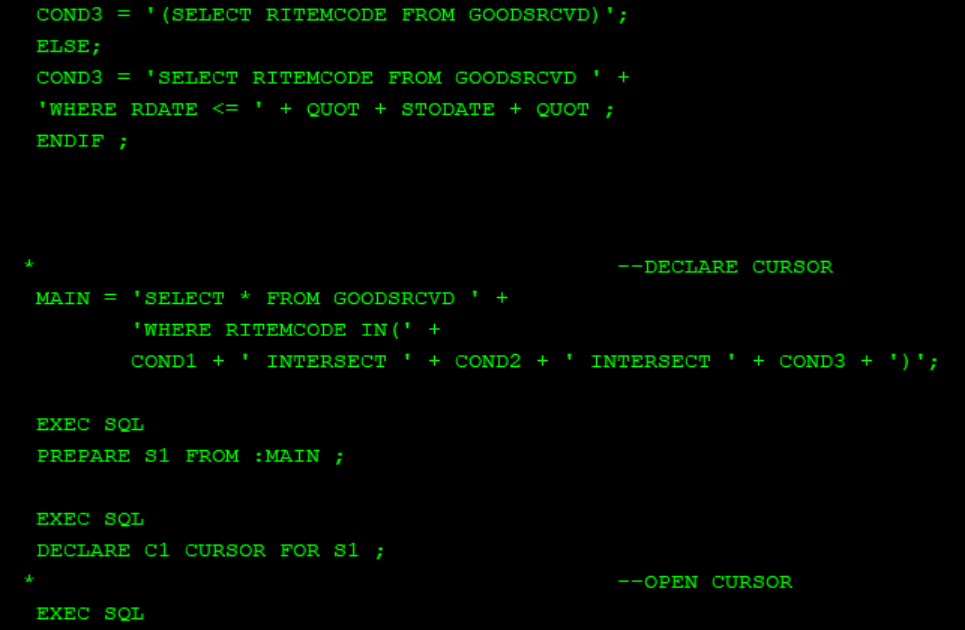 COND3 = '(SELECT RITEMCODE FROM GOODSRCVD)';
ELSE;
COND3 = 'SELECT RITEMCODE FROM GOODSRCVD ' +
'WHERE RDATE <= ' + QUOT + STODATE + QUOT ;
ENDIF ;
* --DECLARE CURSOR
MAIN = 'SELECT * FROM GOODSRCVD ' +
'WHERE RITEMCODE IN(' +
COND1 + ' INTERSECT ' + COND2 + ' INTERSECT ' + COND3 + ')';
EXEC SQL
PREPARE S1 FROM :MAIN ;
EXEC SQL
DECLARE C1 CURSOR FOR S1 ;
* --OPEN CURSOR
EXEC SQL